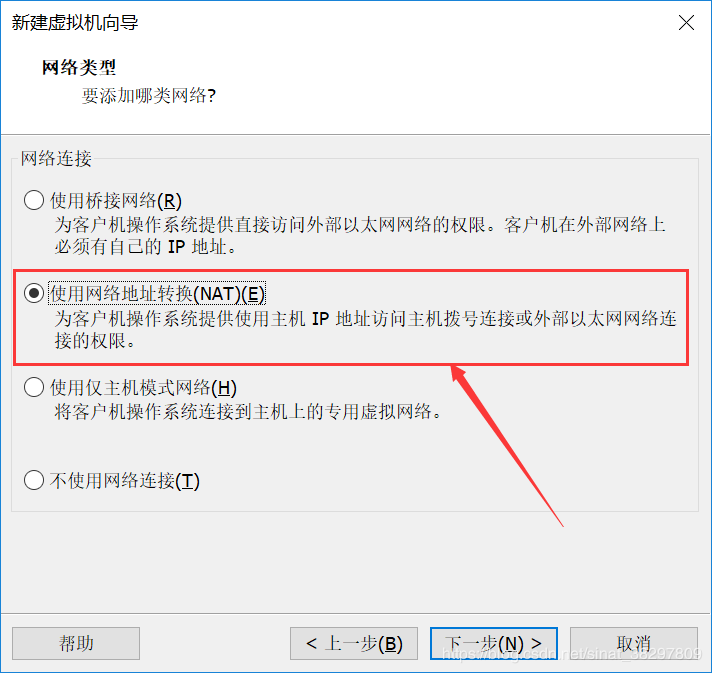 新建虚拟机向导
网络类型
要添加哪类网络?
网络连接
使用桥接网络(R)
为客户机操作系统提供直接访问外部以太网网络的权限。客户机在外部网络上
必须有自己的 IP 地址。
使用网络地址转换(NAT)(E)
为客户机操作系统提供使用主机 IP 地址访问主机拨号连接或外部以太网网络连
接的权限。
使用仅主机模式网络(H)
将客户机操作系统连接到主机上的专用虚拟网络。
不使用网络连接(T)
帮助
< 上一步(B)
下一步(N) >
取消
https://blog.csdn.net/sinat_38297809